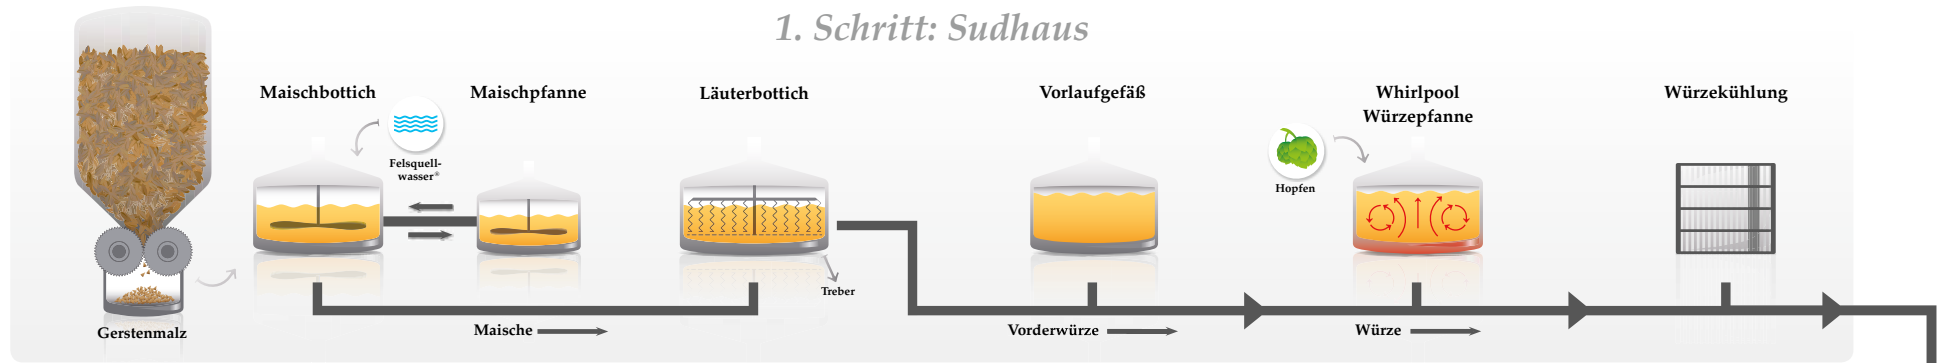 1. Schritt: Sudhaus
Maischbottich
Maischpfanne
Läuterbottich
Vorlaufgefäß
Whirlpool
Würzepfanne
Würzekühlung
Felsquell-
wasser®
Hopfen
Treber
Gerstenmalz
Maische
Vorderwürze
Würze